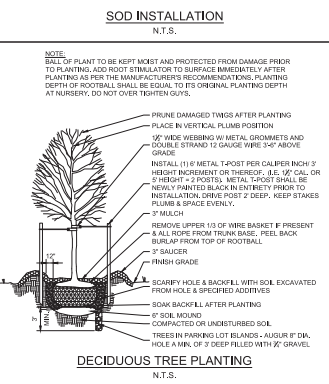 SOD INSTALLATION
N.T.S.
NOTE:
BALL OF PLANT TO BE KEPT MOIST AND PROTECTED FROM DAMAGE PRIOR
TO PLANTING. ADD ROOT STIMULATOR TO SURFACE IMMEDIATELY AFTER
PLANTING AS PER THE MANUFACTURER'S RECOMMENDATIONS. PLANTING
DEPTH OF ROOTBALL SHALL BE EQUAL TO ITS ORIGINAL PLANTING DEPTH
AT NURSERY. DO NOT OVER TIGHTEN GUYS.
PRUNE DAMAGED TWIGS AFTER PLANTING
PLACE IN VERTICAL PLUMB POSITION
1½" WIDE WEBBING W/ METAL GROMMETS AND
DOUBLE STRAND 12 GAUGE WIRE 3'-6" ABOVE
GRADE
INSTALL (1) 6' METAL T-POST PER CALIPER INCH/ 3'
HEIGHT INCREMENT OR THEREOF. (I.E. 1½" CAL. OR
5' HEIGHT = 2 POSTS). METAL T-POST SHALL BE
NEWLY PAINTED BLACK IN ENTIRETY PRIOR TO
INSTALLATION. DRIVE POST 2' DEEP. KEEP STAKES
PLUMB & SPACE EVENLY.
3" MULCH
REMOVE UPPER 1/3 OF WIRE BASKET IF PRESENT
& ALL ROPE FROM TRUNK BASE. PEEL BACK
BURLAP FROM TOP OF ROOTBALL
12"
3" SAUCER
FINISH GRADE
SCARIFY HOLE & BACKFILL WITH SOIL EXCAVATED
FROM HOLE & SPECIFIED ADDITIVES
SOAK BACKFILL AFTER PLANTING
3' MIN.
6" SOIL MOUND
COMPACTED OR UNDISTURBED SOIL
TREES IN PARKING LOT ISLANDS - AUGUR 8" DIA.
HOLE A MIN. OF 3' DEEP FILLED WITH GRAVEL
DECIDUOUS TREE PLANTING
N.T.S.